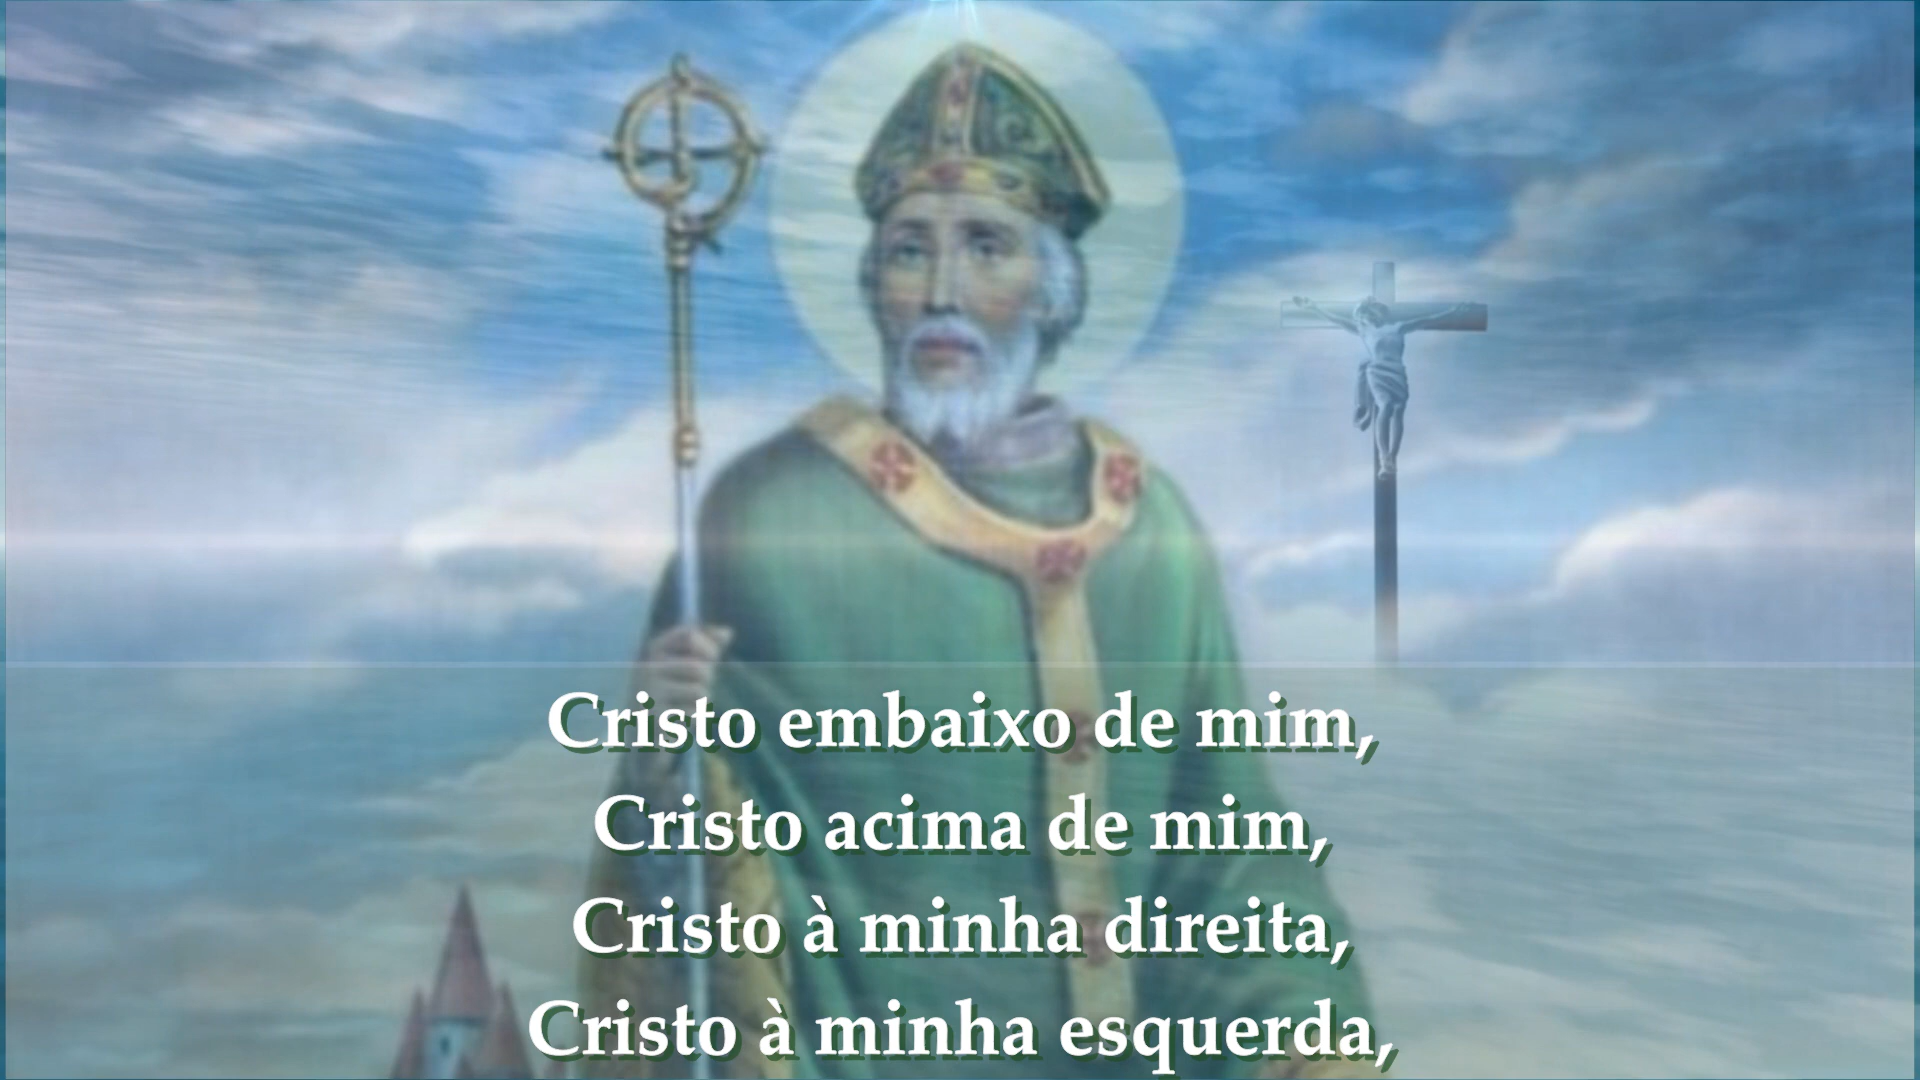 Cristo embaixo de mim,
Cristo acima de mim,
Cristo à minha direita,
Cristo à minha esquerda,